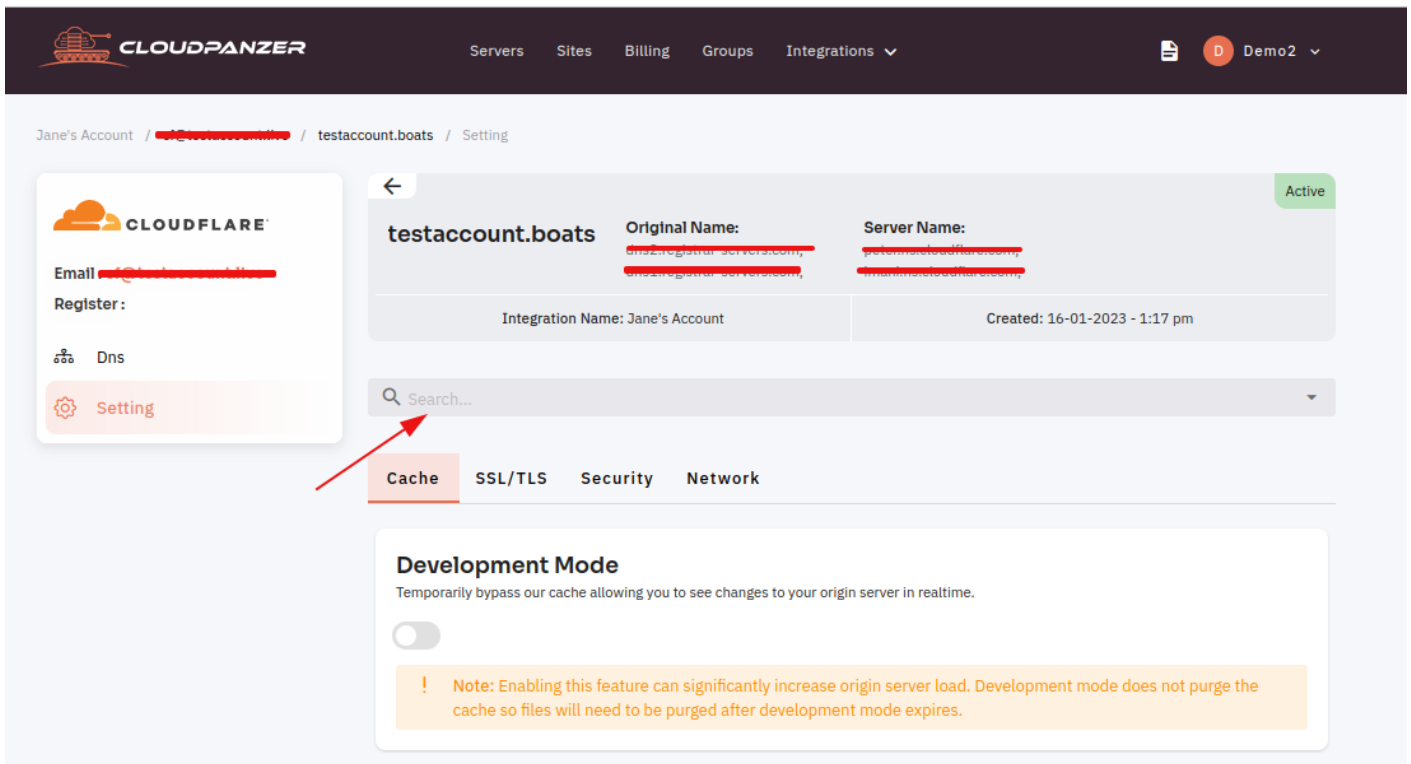 CLOUDPANZER
Servers Sites Billing Groups Integrations
D Demo2
Jane's Account / / testaccount.boats / Setting
CLOUDFLARE
Email
Register :
Dns
Setting
Active
testaccount.boats
Original Name:
Server Name:
Integration Name: Jane's Account
Created: 16-01-2023 - 1:17 pm
Search...
Cache SSL/TLS Security Network
Development Mode
Temporarily bypass our cache allowing you to see changes to your origin server in realtime.
! Note: Enabling this feature can significantly increase origin server load. Development mode does not purge the
cache so files will need to be purged after development mode expires.